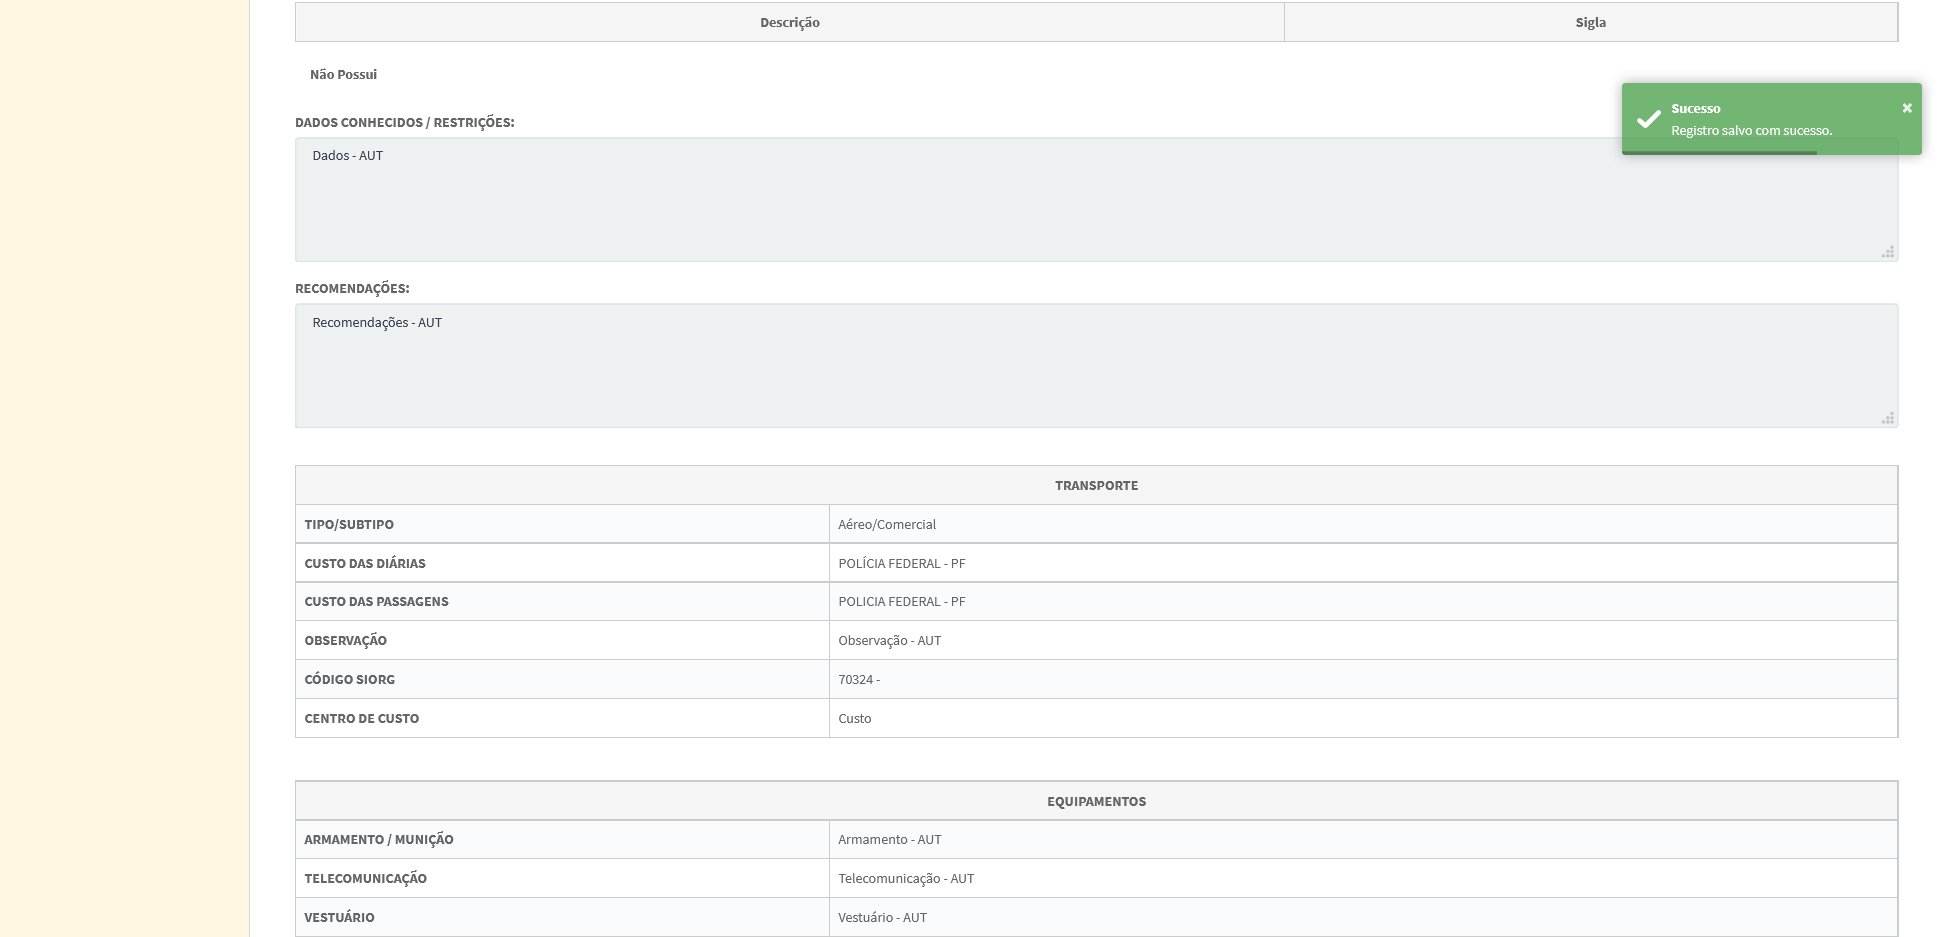 Descrição Sigla
Não Possui
Sucesso ×
Registro salvo com sucesso.
DADOS CONHECIDOS / RESTRIÇÕES:
Dados - AUT
RECOMENDAÇÕES:
Recomendações - AUT
TRANSPORTE
TIPO/SUBTIPO Aéreo/Comercial
CUSTO DAS DIÁRIAS POLÍCIA FEDERAL - PF
CUSTO DAS PASSAGENS POLICIA FEDERAL - PF
OBSERVAÇÃO Observação - AUT
CÓDIGO SIORG 70324 -
CENTRO DE CUSTO Custo
EQUIPAMENTOS
ARMAMENTO / MUNIÇÃO Armamento - AUT
TELECOMUNICAÇÃO Telecomunicação - AUT
VESTUÁRIO Vestuário - AUT